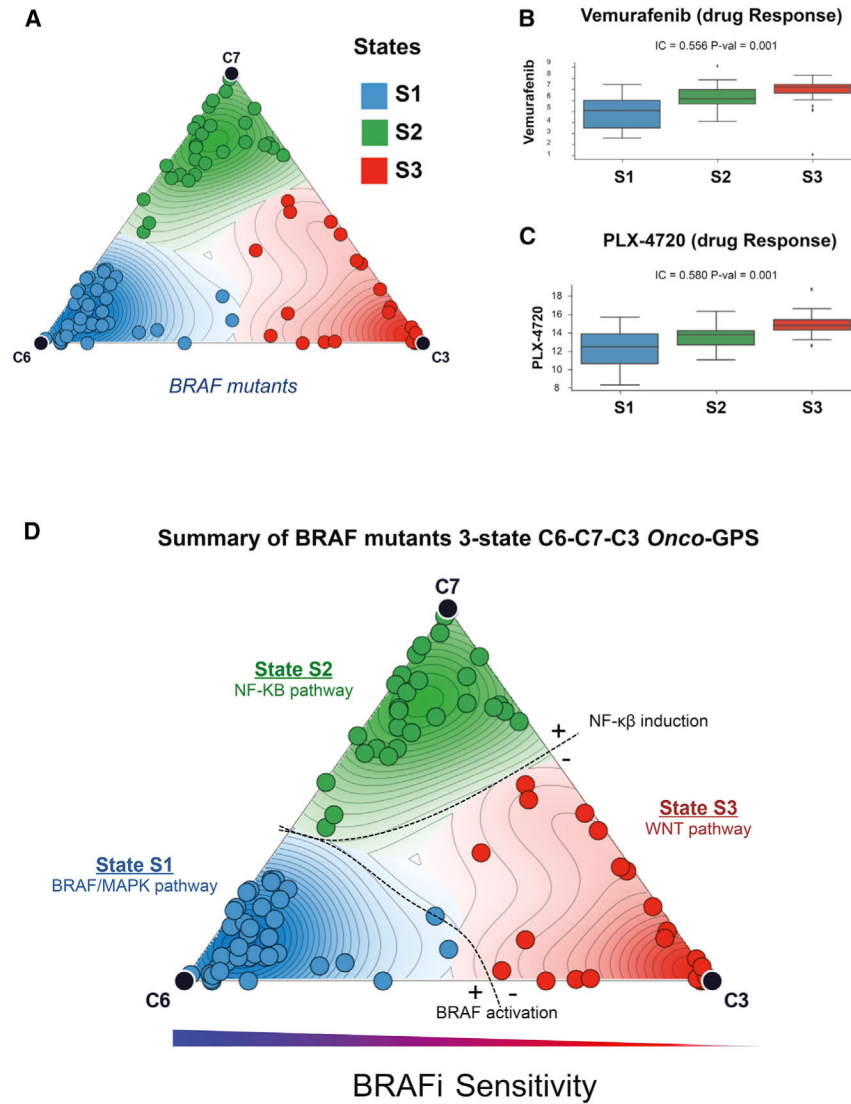 A
C7
C6
C3
BRAF mutants
States
S1
S2
S3
B
Vemurafenib (drug Response)
IC = 0.556 P-val = 0.001
Vemurafenib
9
8
7
6
5
4
3
2
1
S1
S2
S3
C
PLX-4720 (drug Response)
IC = 0.580 P-val = 0.001
PLX-4720
18
16
14
12
10
8
S1
S2
S3
D
Summary of BRAF mutants 3-state C6-C7-C3 Onco-GPS
C7
State S2
NF-KB pathway
+
-
NF-κβ induction
State S3
WNT pathway
State S1
BRAF/MAPK pathway
C6
C3
+
-
BRAF activation
BRAFi Sensitivity